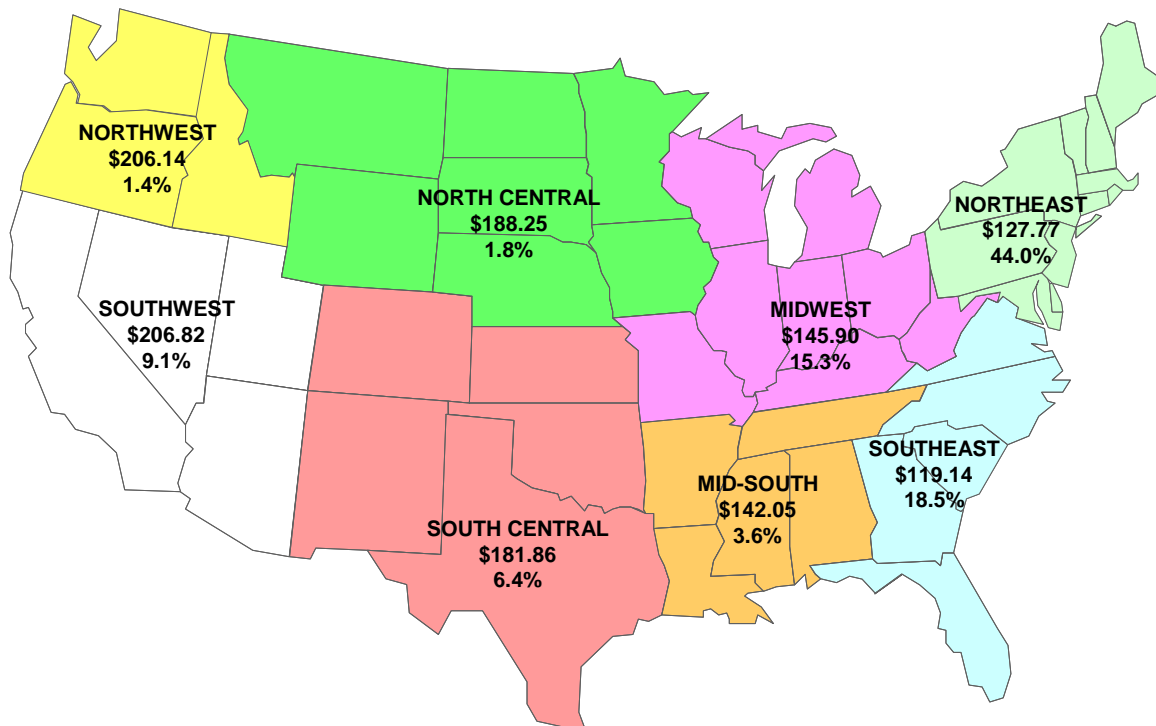 NORTHWEST
$206.14
1.4%
NORTH CENTRAL
$188.25
1.8%
NORTHEAST
$127.77
44.0%
SOUTHWEST
$206.82
9.1%
MIDWEST
$145.90
15.3%
SOUTHEAST
$119.14
18.5%
MID-SOUTH
$142.05
3.6%
SOUTH CENTRAL
$181.86
6.4%